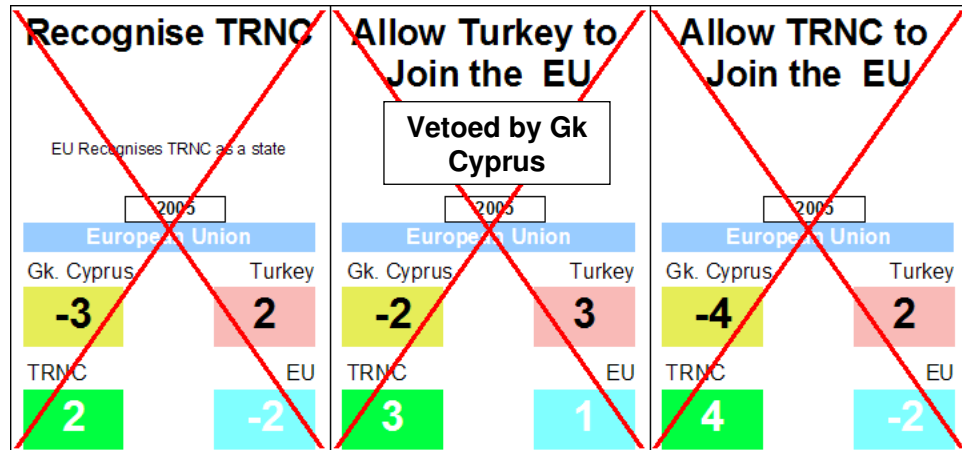 Recognise TRNC
EU Recognises TRNC as a state
2005
European Union
Gk. Cyprus Turkey
-3 2
TRNC EU
2 -2
Allow Turkey to
Join the EU
Vetoed by Gk
Cyprus
2005
European Union
Gk. Cyprus Turkey
-2 3
TRNC EU
3 1
Allow TRNC to
Join the EU
2005
European Union
Gk. Cyprus Turkey
-4 2
TRNC EU
4 -2